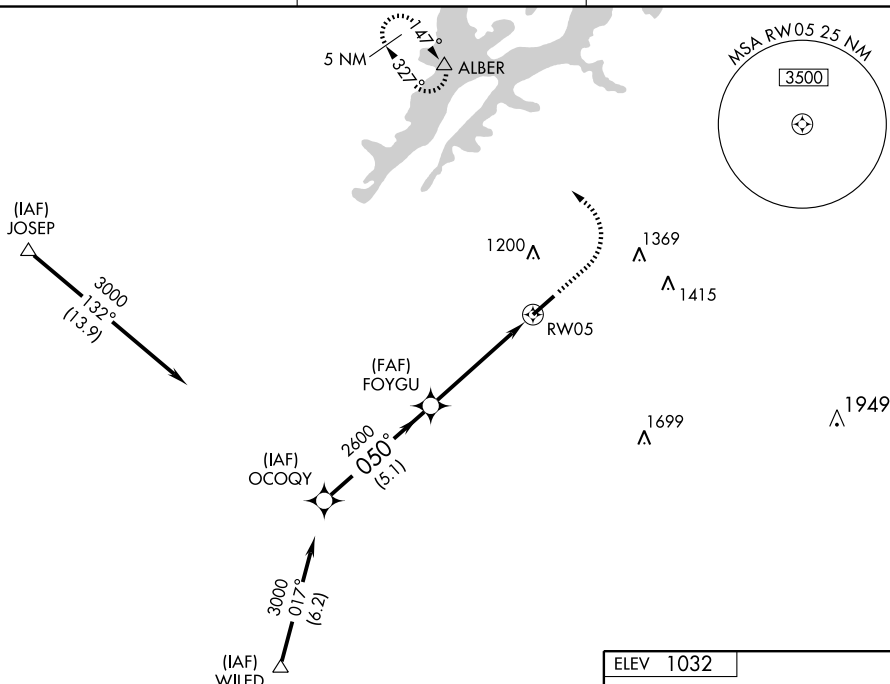 147°
5 NM
327°
ALBER
MSA RW05 25 NM
3500
(IAF)
JOSEP
3000
132°
(13.9)
1200
1369
1415
RW05
(FAF)
FOYGU
2600
050°
(5.1)
1949
1699
(IAF)
OCOQY
3000
017°
(6.2)
(IAF)
ELEV 1032